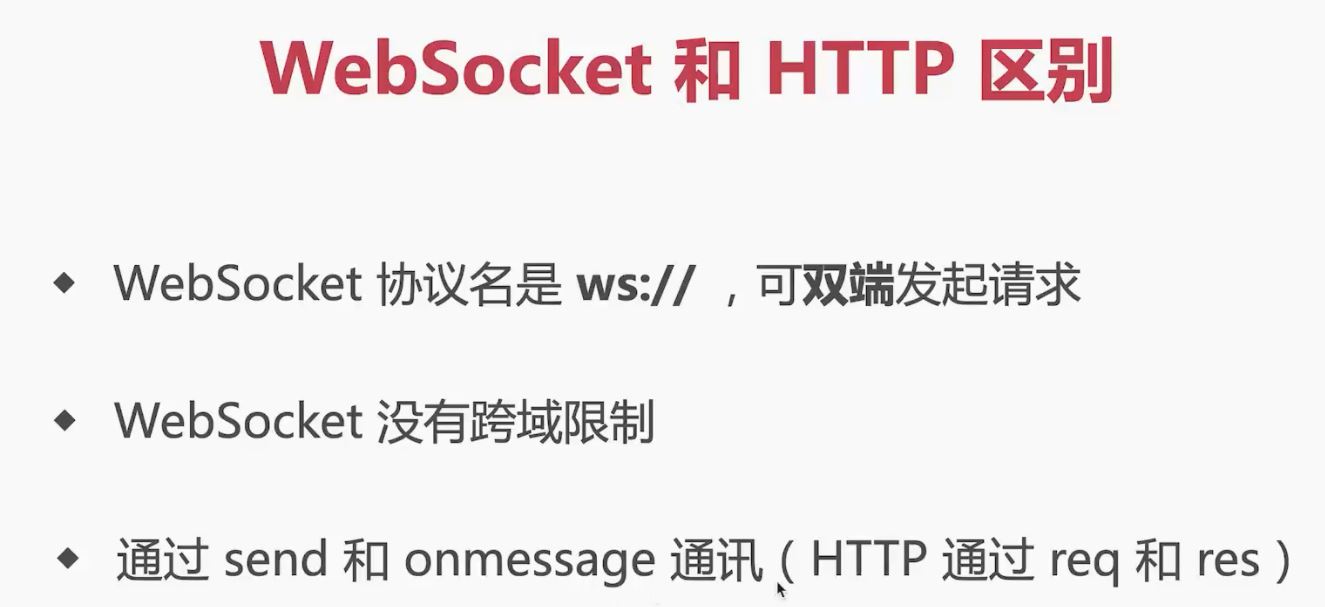 WebSocket 和 HTTP 区别
WebSocket 协议名是 ws:// ，可双端发起请求
WebSocket 没有跨域限制
通过 send 和 onmessage 通讯（HTTP 通过 req 和 res）